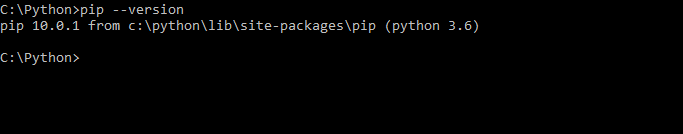 C:\Python>pip --version
pip 10.0.1 from c:\python\lib\site-packages\pip (python 3.6)
C:\Python>